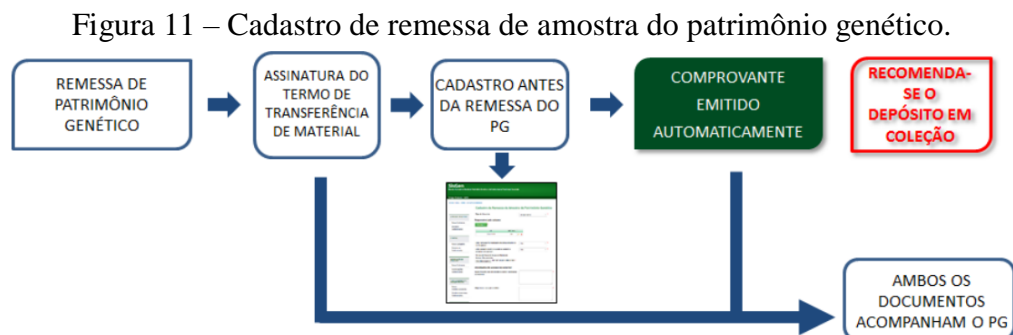 Figura 11 – Cadastro de remessa de amostra do patrimônio genético.
REMESSA DE
PATRIMÔNIO
GENÉTICO
ASSINATURA DO
TERMO DE
TRANSFERÊNCIA
DE MATERIAL
CADASTRO ANTES
DA REMESSA DO
PG
COMPROVANTE
EMITIDO
AUTOMATICAMENTE
RECOMENDA-
SE O
DEPÓSITO EM
COLEÇÃO
AMBOS OS
DOCUMENTOS
ACOMPANHAM O PG